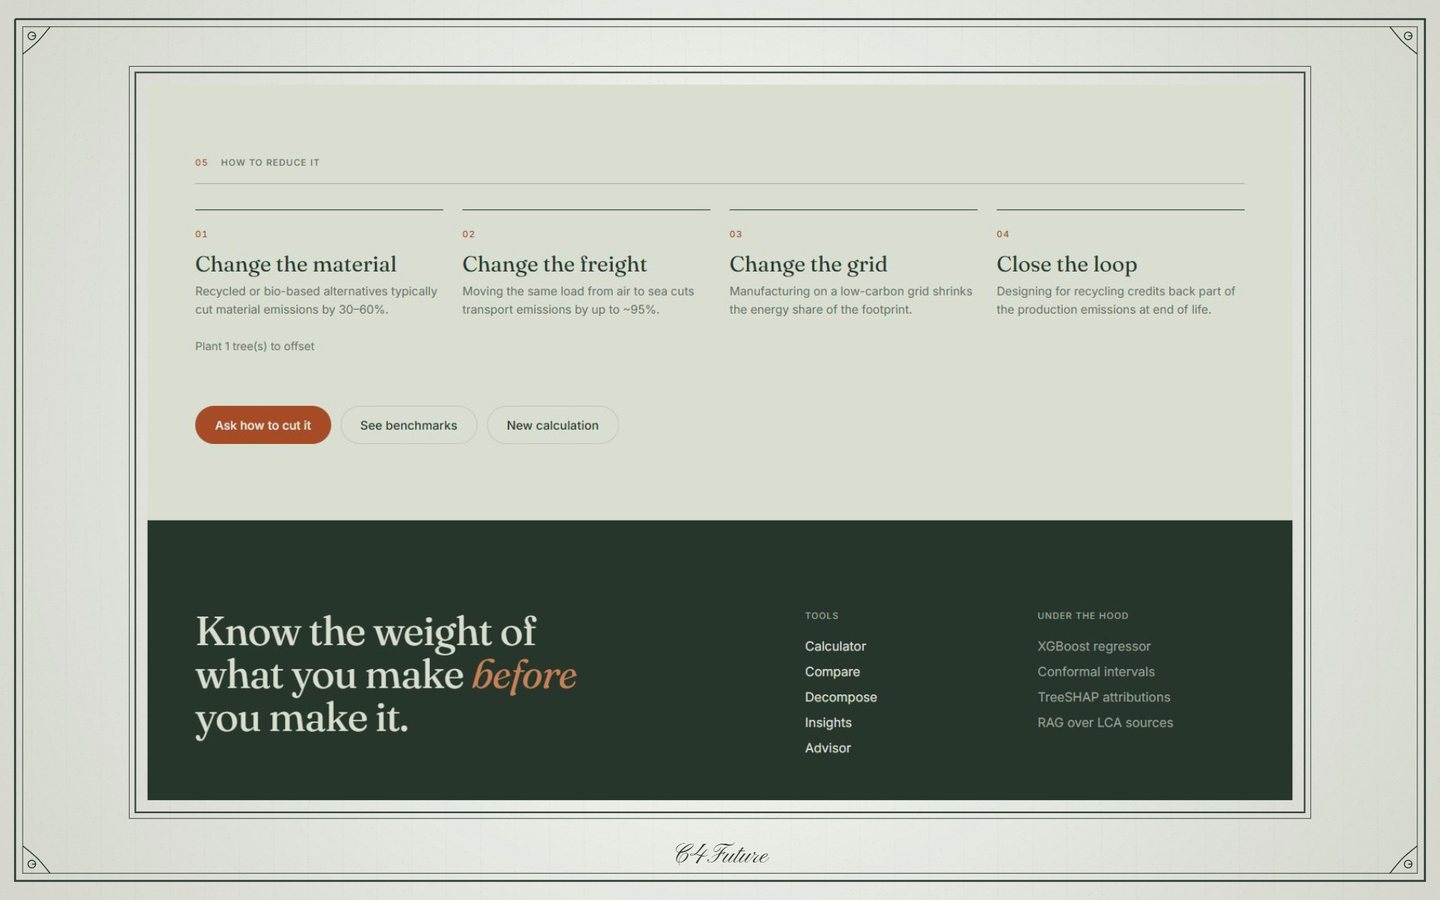 05 HOW TO REDUCE IT
01
Change the material
Recycled or bio-based alternatives typically
cut material emissions by 30–60%.
Plant 1 tree(s) to offset
02
Change the freight
Moving the same load from air to sea cuts
transport emissions by up to ~95%.
03
Change the grid
Manufacturing on a low-carbon grid shrinks
the energy share of the footprint.
04
Close the loop
Designing for recycling credits back part of
the production emissions at end of life.
Ask how to cut it
See benchmarks
New calculation
Know the weight of
what you make before
you make it.
TOOLS
Calculator
Compare
Decompose
Insights
Advisor
UNDER THE HOOD
XGBoost regressor
Conformal intervals
TreeSHAP attributions
RAG over LCA sources
C4Future